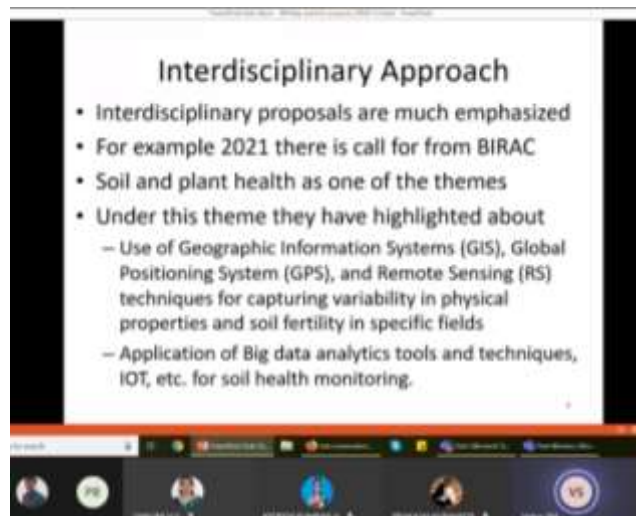 Interdisciplinary Approach
• Interdisciplinary proposals are much emphasized
• For example 2021 there is call for from BIRAC
• Soil and plant health as one of the themes
• Under this theme they have highlighted about
– Use of Geographic Information Systems (GIS), Global
Positioning System (GPS), and Remote Sensing (RS)
techniques for capturing variability in physical
properties and soil fertility in specific fields
– Application of Big data analytics tools and techniques,
IOT, etc. for soil health monitoring.
PR
VS